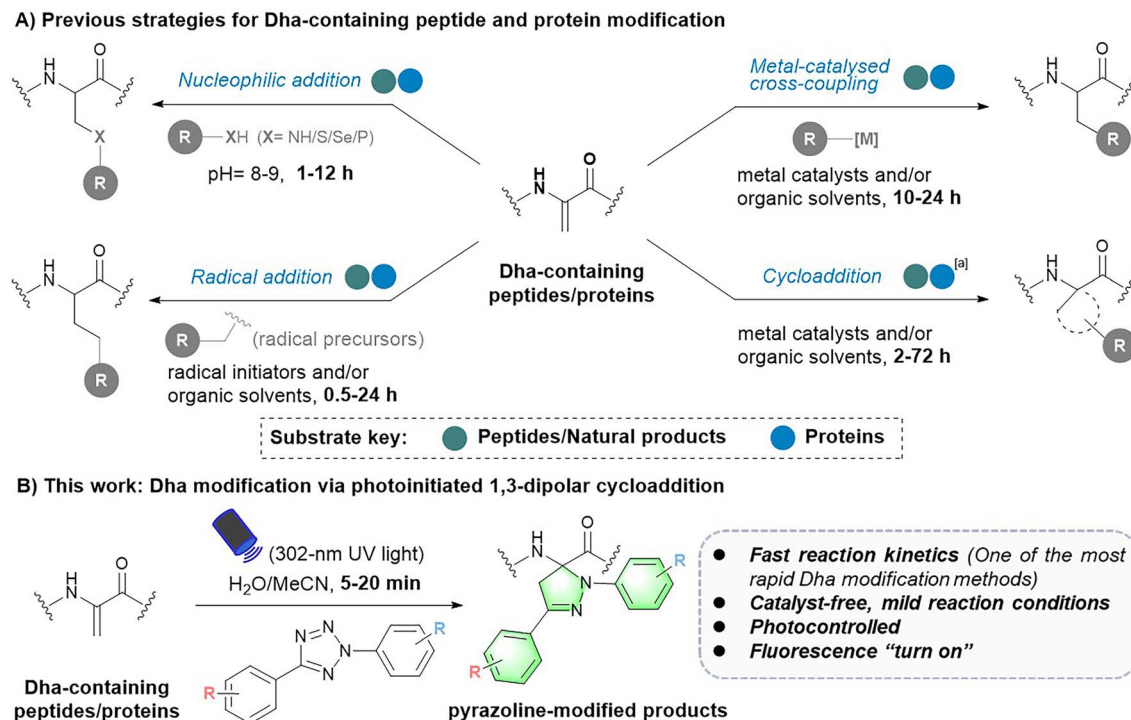 A) Previous strategies for Dha-containing peptide and protein modification
H
N
O
X
R
Nucleophilic addition
R—XH (X= NH/S/Se/P)
pH= 8-9, 1-12 h
Metal-catalysed
cross-coupling
R—[M]
metal catalysts and/or
organic solvents, 10-24 h
H
N
O
R
H
N
O
Dha-containing
peptides/proteins
H
N
O
R
Radical addition
R (radical precursors)
radical initiators and/or
organic solvents, 0.5-24 h
Cycloaddition [a]
metal catalysts and/or
organic solvents, 2-72 h
H
N
O
R
Substrate key: Peptides/Natural products Proteins
B) This work: Dha modification via photoinitiated 1,3-dipolar cycloaddition
H
N
O
Dha-containing
peptides/proteins
(302-nm UV light)
H₂O/MeCN, 5-20 min
N=N
N N
R
R
H
N
O
N
N
R
R
pyrazoline-modified products
● Fast reaction kinetics (One of the most
rapid Dha modification methods)
● Catalyst-free, mild reaction conditions
● Photocontrolled
● Fluorescence “turn on”